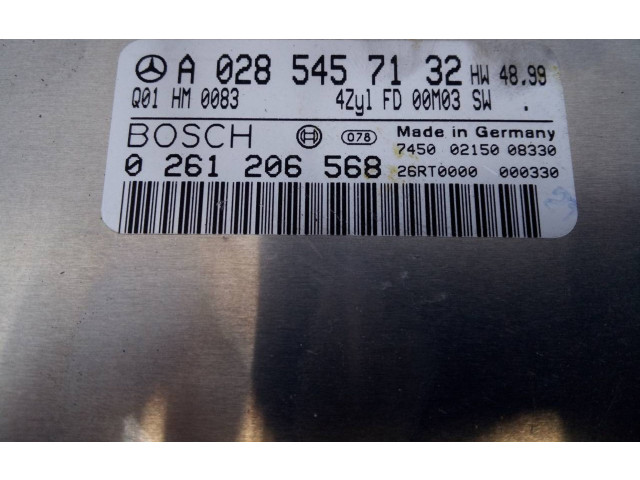 A 028 545 71 32 HW 48.99
Q01 HM 0083 4Zyl FD 00M03 SW .
BOSCH 078 Made in Germany
7450 02150 08330
0 261 206 568 26RT0000 000330